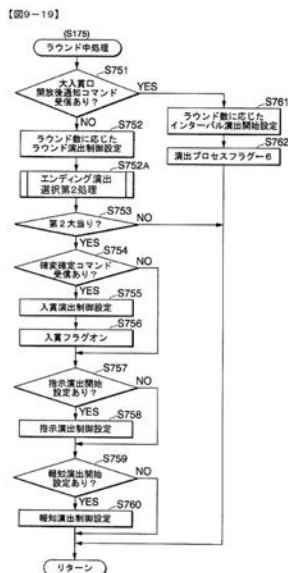 【図9-19】
(S175)
ラウンド中処理
S751
大入賞口
開放後通知コマンド
受信あり？
YES
NO
S752
ラウンド数に応じた
ラウンド演出制御設定
S752A
エンディング演出
選択第2処理
S761
ラウンド数に応じた
インターバル演出開始設定
S762
演出プロセスフラグ←6
S753
第2大当り？
NO
YES
S754
確変確定コマンド
受信あり？
NO
YES
S755
入賞演出制御設定
S756
入賞フラグオン
S757
指示演出開始
設定あり？
NO
YES
S758
指示演出制御設定
S759
報知演出開始
設定あり？
NO
YES
S760
報知演出制御設定
リターン